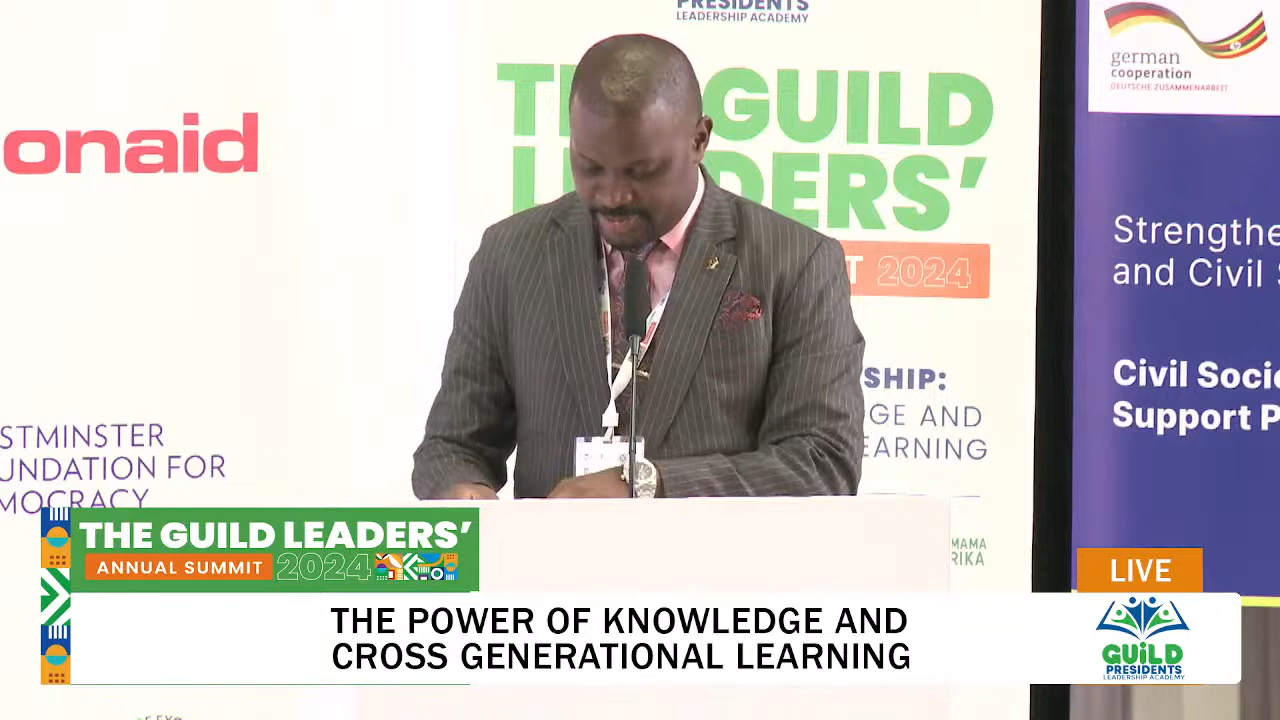 PRESIDENTS
LEADERSHIP ACADEMY
THE GUILD
LEADERS'
2024
onaid
german
cooperation
DEUTSCHE ZUSAMMENARBEIT
Strengthe
and Civil
Civil Socie
Support P
SHIP:
GE AND
EARNING
STMINSTER
UNDATION FOR
MOCRACY
MAMA
RIKA
THE GUILD LEADERS'
ANNUAL SUMMIT 2024
LIVE
THE POWER OF KNOWLEDGE AND
CROSS GENERATIONAL LEARNING
GUILD
PRESIDENTS
LEADERSHIP ACADEMY